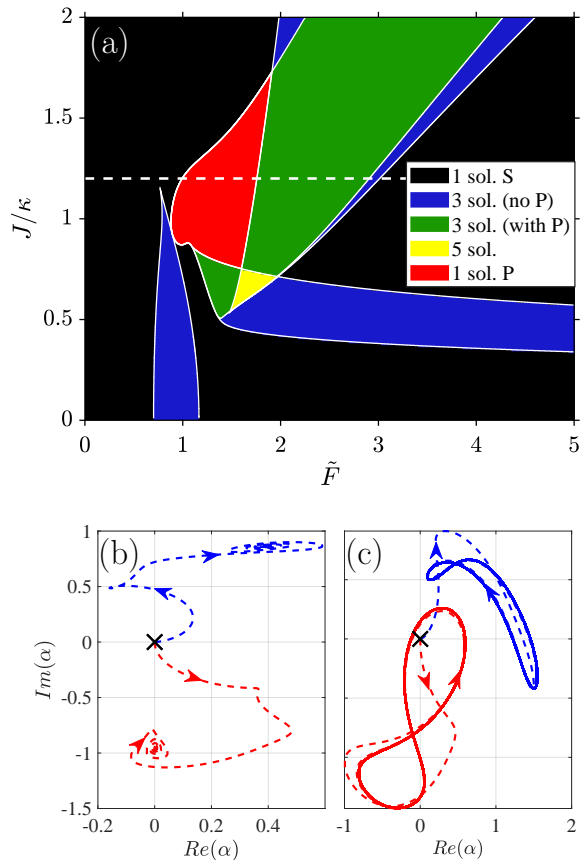 (a)
2
1.5
1
0.5
0
J/κ
0 1 2 3 4 5
F̃
1 sol. S
3 sol. (no P)
3 sol. (with P)
5 sol.
1 sol. P
(b)
1
0.5
0
-0.5
-1
-1.5
Im(α)
-0.2 0 0.2 0.4
Re(α)
(c)
-1 0 1 2
Re(α)